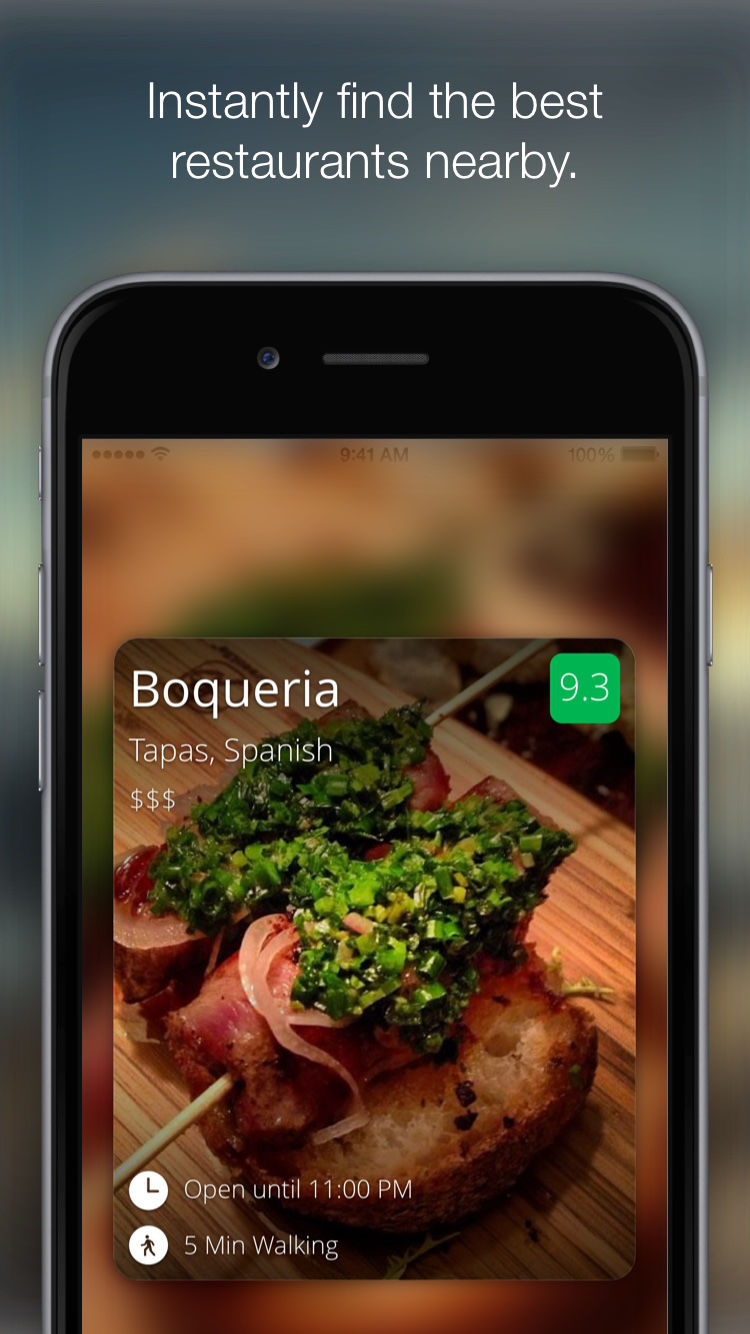 Instantly find the best
restaurants nearby.
9:41 AM
100%
Boqueria
9.3
Tapas, Spanish
$$$
Open until 11:00 PM
5 Min Walking